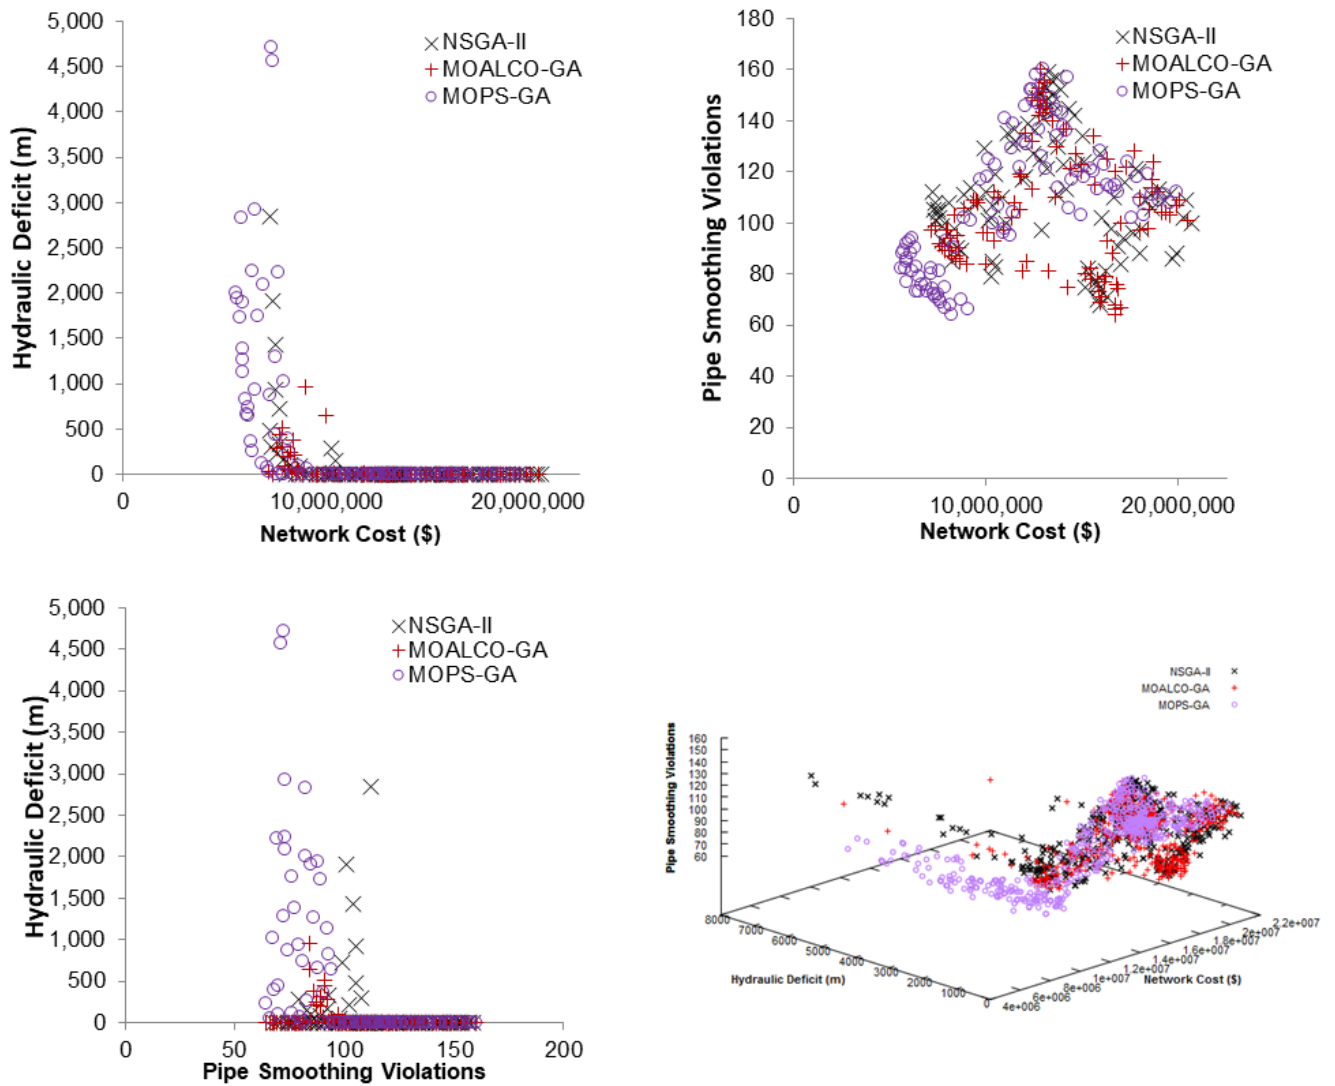 5,000
4,500
4,000
3,500
3,000
2,500
2,000
1,500
1,000
500
0
Hydraulic Deficit (m)
NSGA-II
MOALCO-GA
MOPS-GA
0
10,000,000
20,000,000
Network Cost ($)
180
160
140
120
100
80
60
40
20
0
Pipe Smoothing Violations
NSGA-II
MOALCO-GA
MOPS-GA
0
10,000,000
20,000,000
Network Cost ($)
5,000
4,500
4,000
3,500
3,000
2,500
2,000
1,500
1,000
500
0
Hydraulic Deficit (m)
NSGA-II
MOALCO-GA
MOPS-GA
0
50
100
150
200
Pipe Smoothing Violations
NSGA-II
MOALCO-GA
MOPS-GA
Pipe Smoothing Violations
160
150
140
130
120
110
100
90
80
70
60
8000
7000
6000
5000
4000
3000
2000
1000
0
Hydraulic Deficit (m)
4e+006
6e+006
8e+006
1e+007
1.2e+007
1.4e+007
1.6e+007
1.8e+007
2e+007
2.2e+007
Network Cost ($)